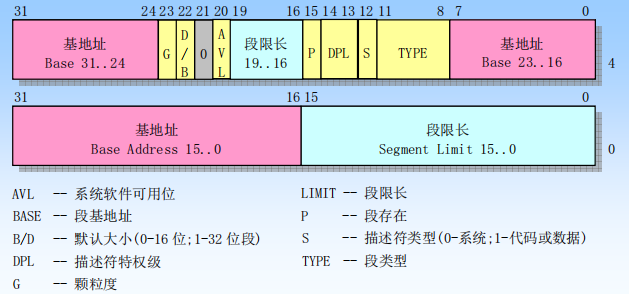 31 24 23 22 21 20 19 16 15 14 13 12 11 8 7 0
基地址 Base 31..24 G D/B 0 AVL 段限长 19..16 P DPL S TYPE 基地址 Base 23..16 4
31 16 15 0
基地址 段限长
Base Address 15..0 Segment Limit 15..0 0
AVL -- 系统软件可用位 LIMIT -- 段限长
BASE -- 段基地址 P -- 段存在
B/D -- 默认大小(0-16 位;1-32 位段) S -- 描述符类型(0-系统;1-代码或数据)
DPL -- 描述符特权级 TYPE -- 段类型
G -- 颗粒度